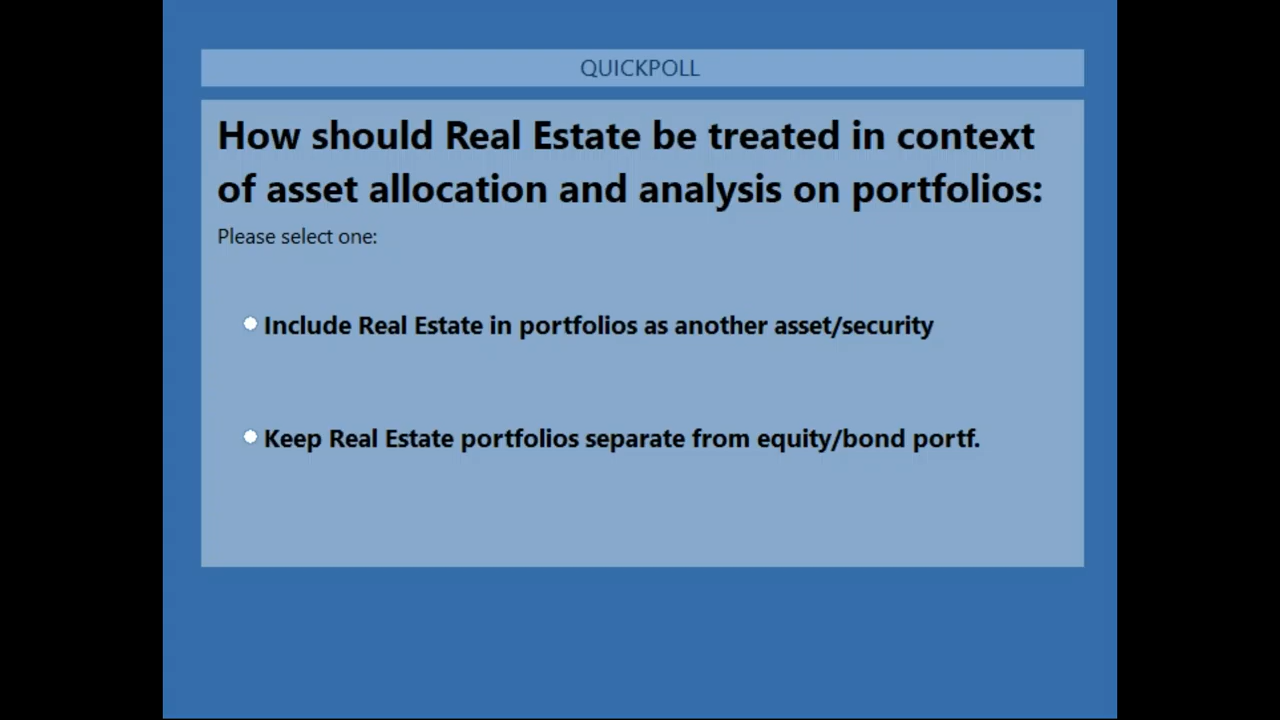 QUICKPOLL
How should Real Estate be treated in context
of asset allocation and analysis on portfolios:
Please select one:
Include Real Estate in portfolios as another asset/security
Keep Real Estate portfolios separate from equity/bond portf.